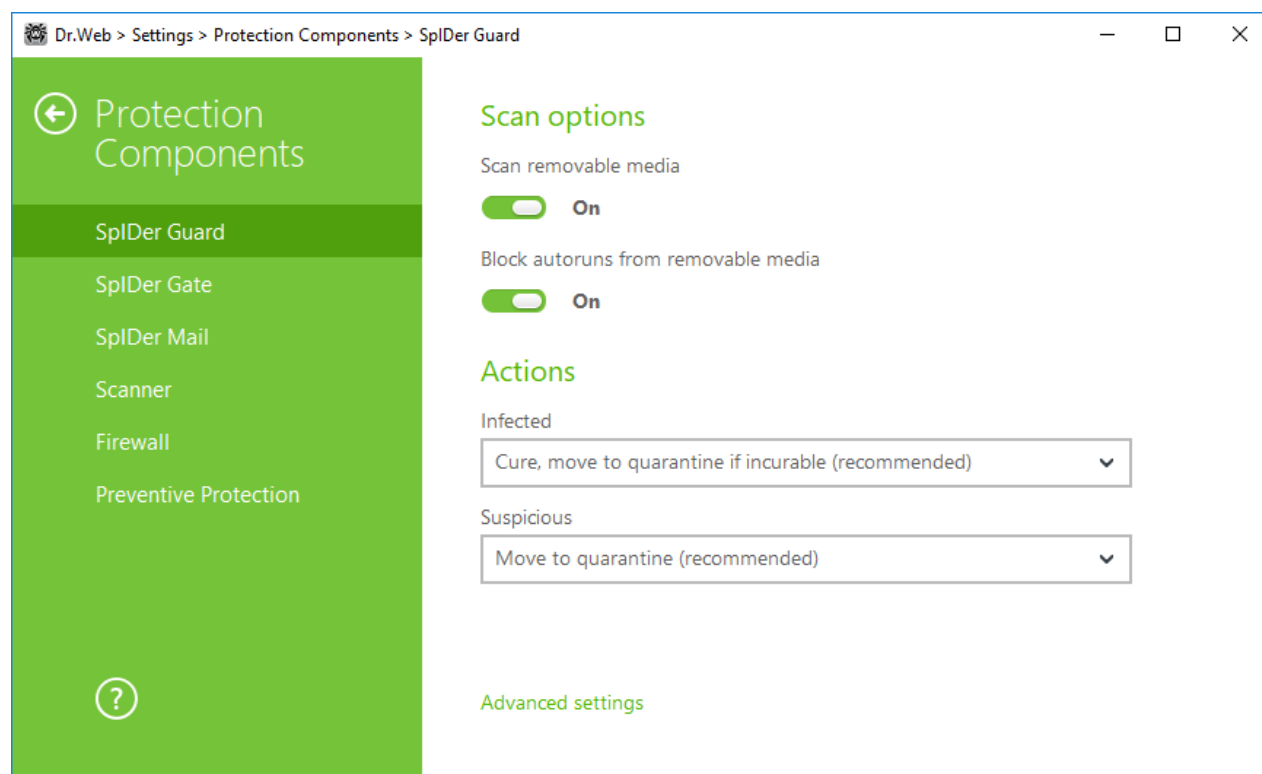 Dr.Web > Settings > Protection Components > SpIDer Guard
Protection
Components
SpIDer Guard
SpIDer Gate
SpIDer Mail
Scanner
Firewall
Preventive Protection
?
Scan options
Scan removable media
On
Block autoruns from removable media
On
Actions
Infected
Cure, move to quarantine if incurable (recommended)
Suspicious
Move to quarantine (recommended)
Advanced settings